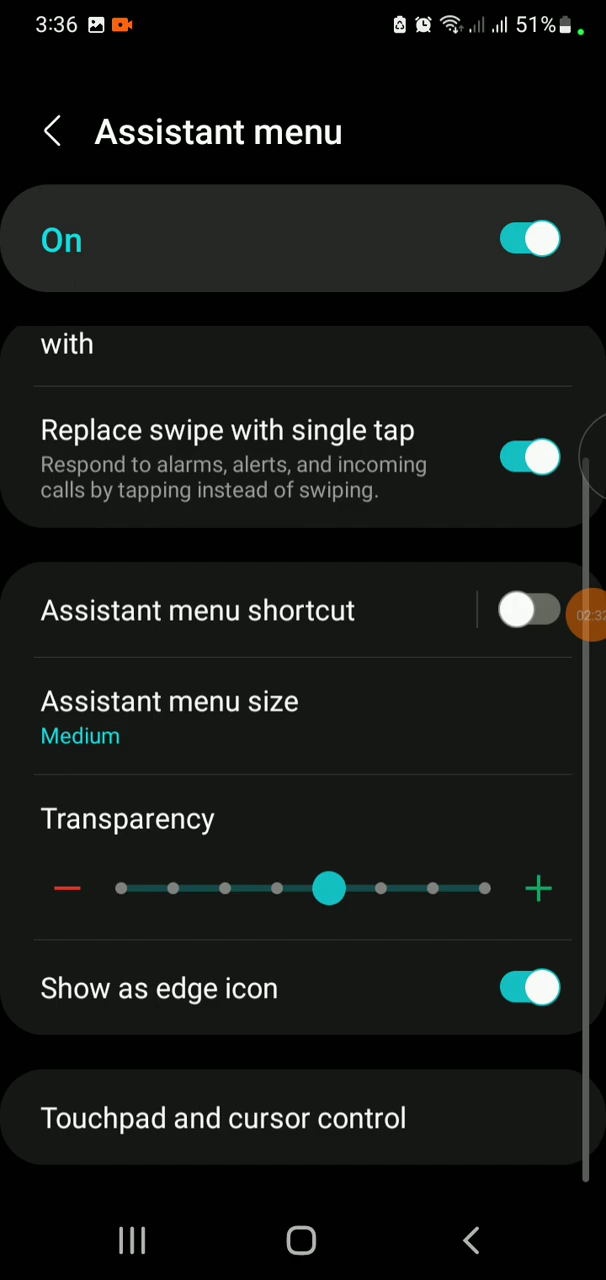 3:36 51%
Assistant menu
On
with
Replace swipe with single tap
Respond to alarms, alerts, and incoming
calls by tapping instead of swiping.
Assistant menu shortcut
02:32
Assistant menu size
Medium
Transparency
Show as edge icon
Touchpad and cursor control